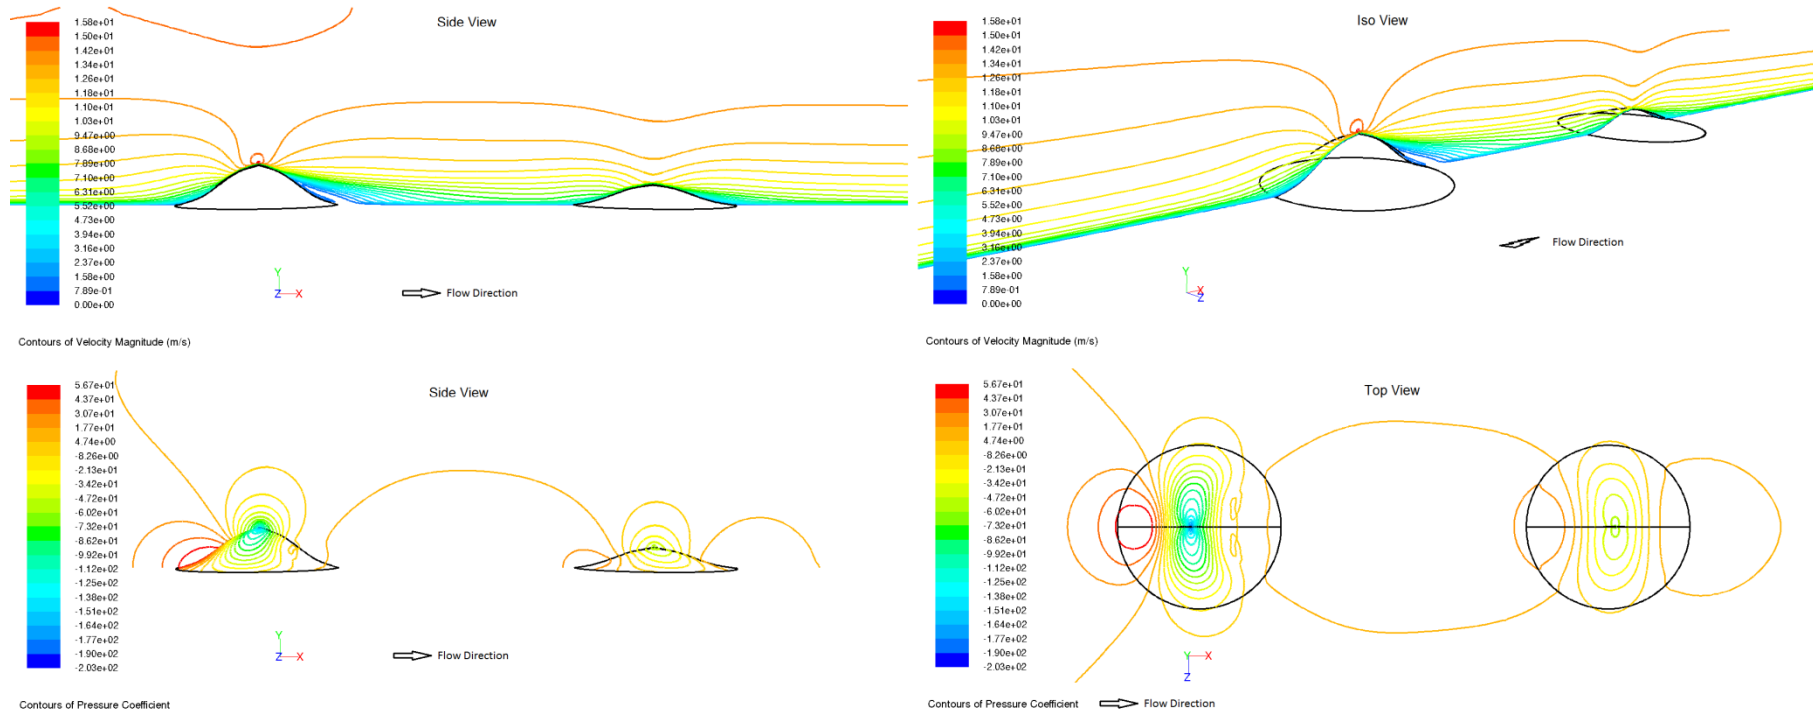 Side View
1.58e+01
1.50e+01
1.42e+01
1.34e+01
1.26e+01
1.10e+01
1.03e+01
9.47e+00
8.68e+00
7.89e+00
7.10e+00
6.31e+00
5.52e+00
4.73e+00
3.94e+00
3.16e+00
2.37e+00
1.58e+00
7.89e-01
0.00e+00
Y
Z X
Flow Direction
Contours of Velocity Magnitude (m/s)
Iso View
1.58e+01
1.50e+01
1.42e+01
1.34e+01
1.26e+01
1.10e+01
1.03e+01
9.47e+00
8.68e+00
7.89e+00
7.10e+00
6.31e+00
5.52e+00
4.73e+00
3.94e+00
3.16e+00
2.37e+00
1.58e+00
7.89e-01
0.00e+00
Y
X
Z
Flow Direction
Contours of Velocity Magnitude (m/s)
Side View
5.67e+01
4.37e+01
3.07e+01
1.77e+01
4.74e+00
-8.26e+00
-2.13e+01
-3.42e+01
-4.72e+01
-6.02e+01
-7.32e+01
-8.62e+01
-9.92e+01
-1.12e+02
-1.25e+02
-1.38e+02
-1.51e+02
-1.64e+02
-1.77e+02
-1.90e+02
-2.03e+02
Y
Z X
Flow Direction
Contours of Pressure Coefficient
Top View
5.67e+01
4.37e+01
3.07e+01
1.77e+01
4.74e+00
-8.26e+00
-2.13e+01
-3.42e+01
-4.72e+01
-6.02e+01
-7.32e+01
-8.62e+01
-9.92e+01
-1.12e+02
-1.25e+02
-1.38e+02
-1.51e+02
-1.64e+02
-1.77e+02
-1.90e+02
-2.03e+02
Y X
Z
Contours of Pressure Coefficient
Flow Direction